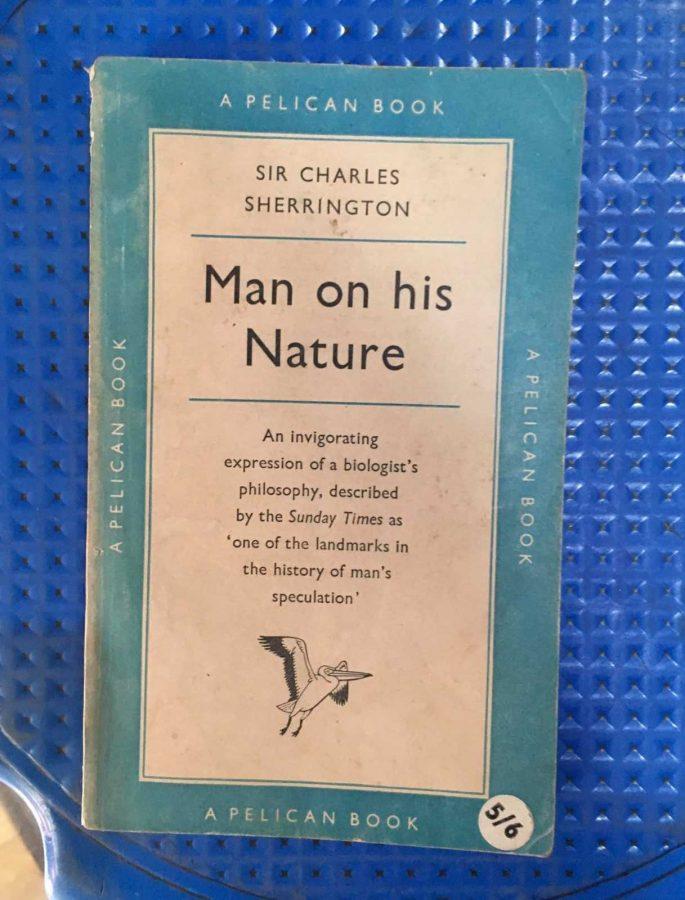 A PELICAN BOOK
SIR CHARLES
SHERRINGTON
Man on his
Nature
An invigorating
expression of a biologist's
philosophy, described
by the Sunday Times as
'one of the landmarks in
the history of man's
speculation'
A PELICAN BOOK
A PELICAN BOOK
A PELICAN BOOK
5/6